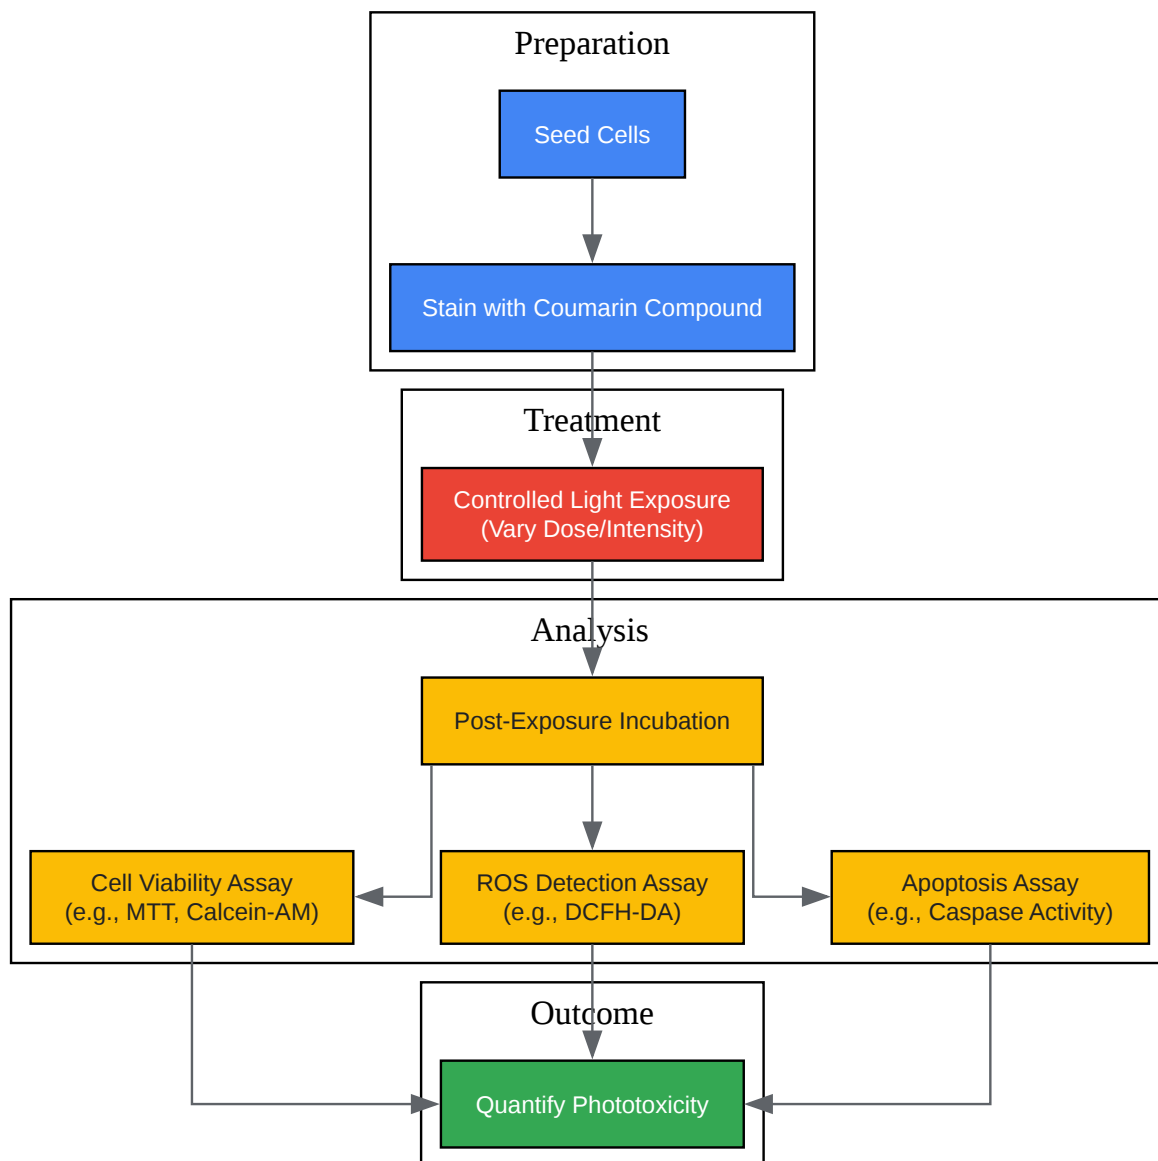 Preparation
Seed Cells
Stain with Coumarin Compound
Treatment
Controlled Light Exposure
(Vary Dose/Intensity)
Analysis
Post-Exposure Incubation
Cell Viability Assay
(e.g., MTT, Calcein-AM)
ROS Detection Assay
(e.g., DCFH-DA)
Apoptosis Assay
(e.g., Caspase Activity)
Outcome
Quantify Phototoxicity